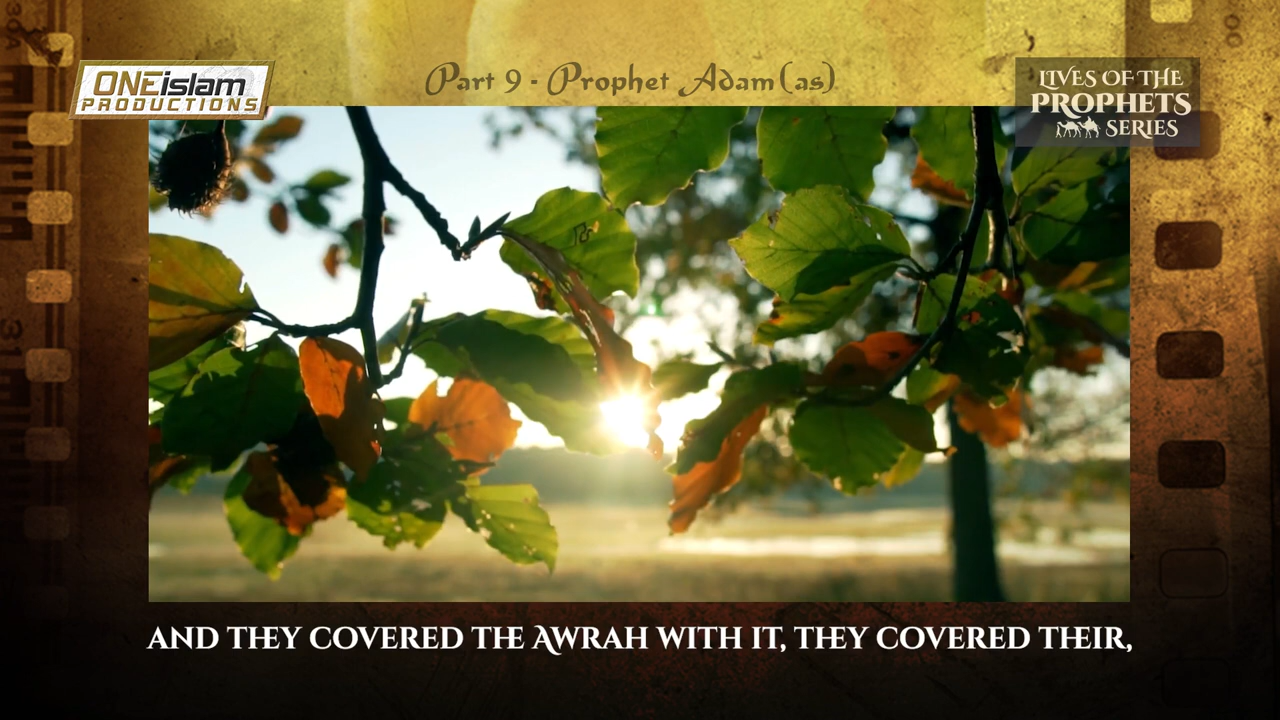 ONEislam
PRODUCTIONS
Part 9 - Prophet Adam (as)
LIVES OF THE
PROPHETS
SERIES
AND THEY COVERED THE AWRAH WITH IT, THEY COVERED THEIR,